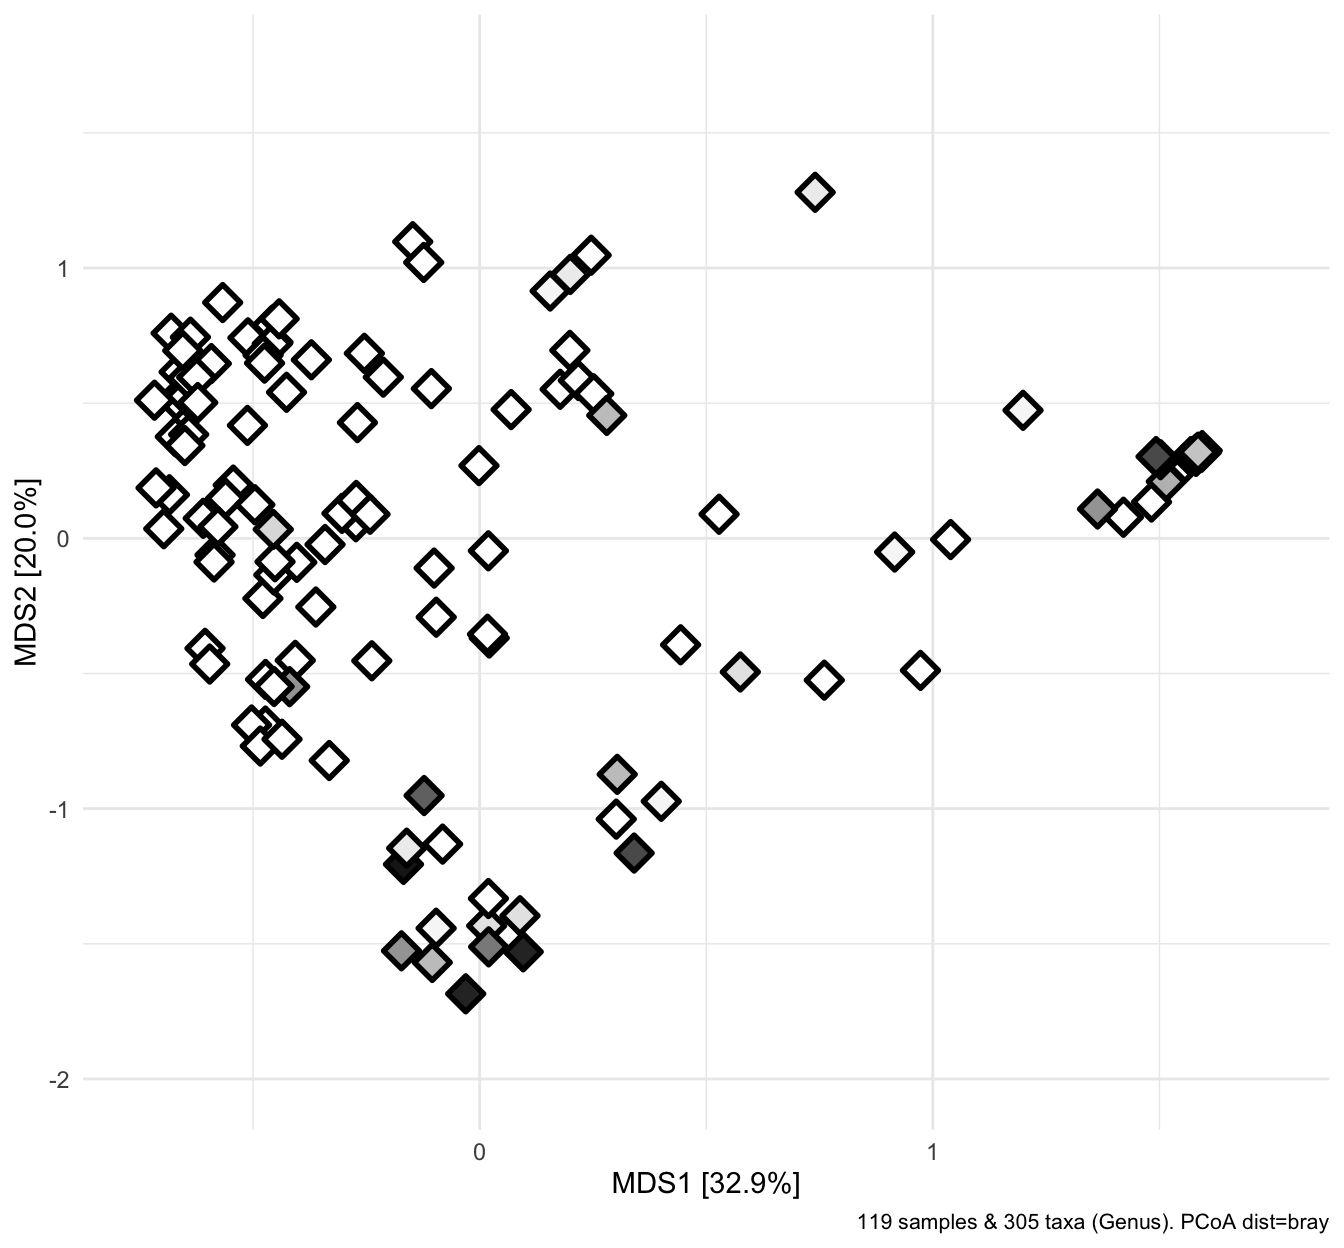 1
0
-1
-2
MDS2 [20.0%]
0
1
MDS1 [32.9%]
119 samples & 305 taxa (Genus). PCoA dist=bray